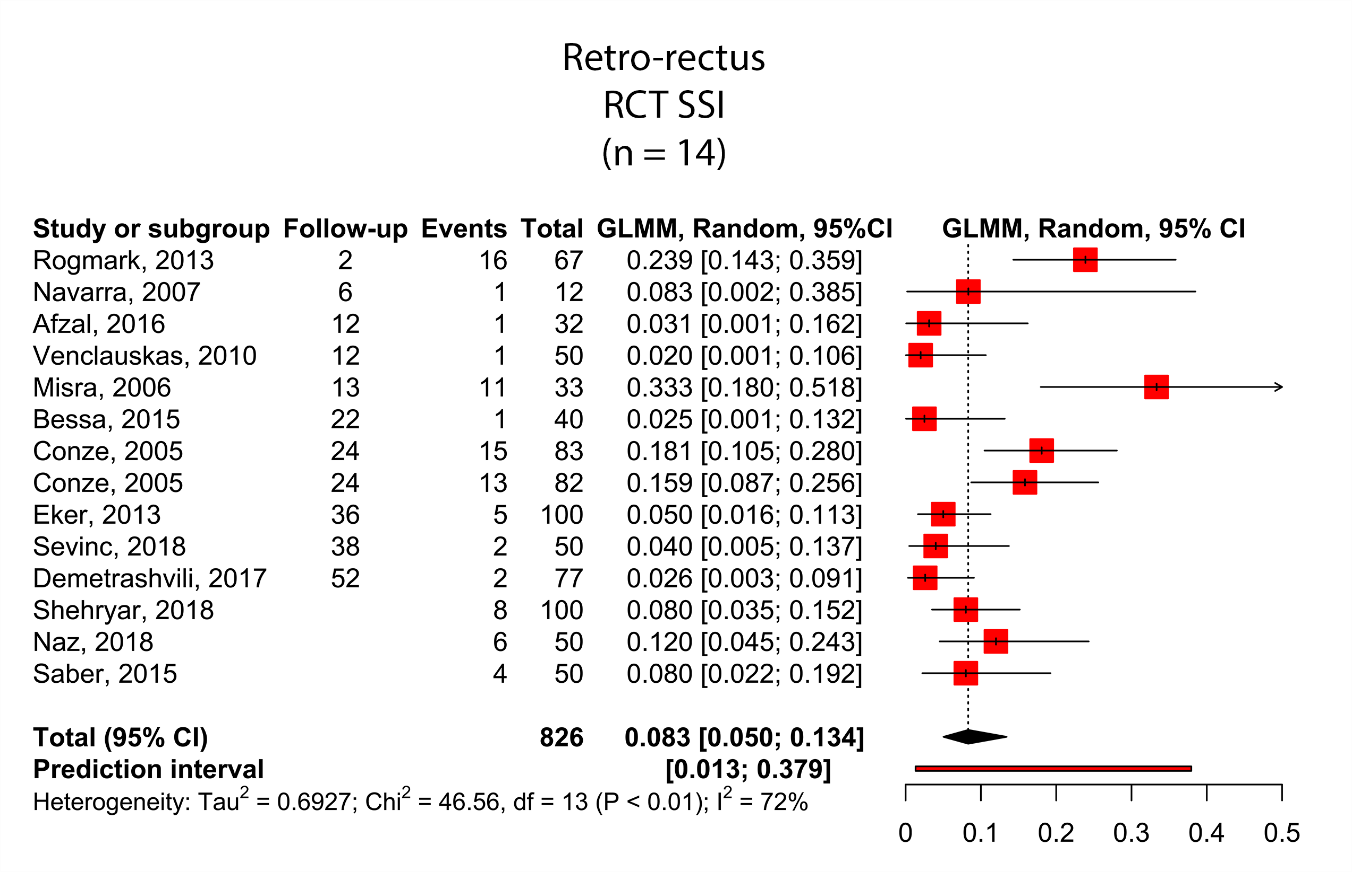 Retro-rectus
RCT SSI
(n = 14)
Study or subgroup Follow-up Events Total GLMM, Random, 95%CI GLMM, Random, 95% CI
Rogmark, 2013 2 16 67 0.239 [0.143; 0.359]
Navarra, 2007 6 1 12 0.083 [0.002; 0.385]
Afzal, 2016 12 1 32 0.031 [0.001; 0.162]
Venclauskas, 2010 12 1 50 0.020 [0.001; 0.106]
Misra, 2006 13 11 33 0.333 [0.180; 0.518]
Bessa, 2015 22 1 40 0.025 [0.001; 0.132]
Conze, 2005 24 15 83 0.181 [0.105; 0.280]
Conze, 2005 24 13 82 0.159 [0.087; 0.256]
Eker, 2013 36 5 100 0.050 [0.016; 0.113]
Sevinc, 2018 38 2 50 0.040 [0.005; 0.137]
Demetrashvili, 2017 52 2 77 0.026 [0.003; 0.091]
Shehryar, 2018 8 100 0.080 [0.035; 0.152]
Naz, 2018 6 50 0.120 [0.045; 0.243]
Saber, 2015 4 50 0.080 [0.022; 0.192]
Total (95% CI) 826 0.083 [0.050; 0.134]
Prediction interval [0.013; 0.379]
Heterogeneity: Tau² = 0.6927; Chi² = 46.56, df = 13 (P < 0.01); I² = 72%
0 0.1 0.2 0.3 0.4 0.5